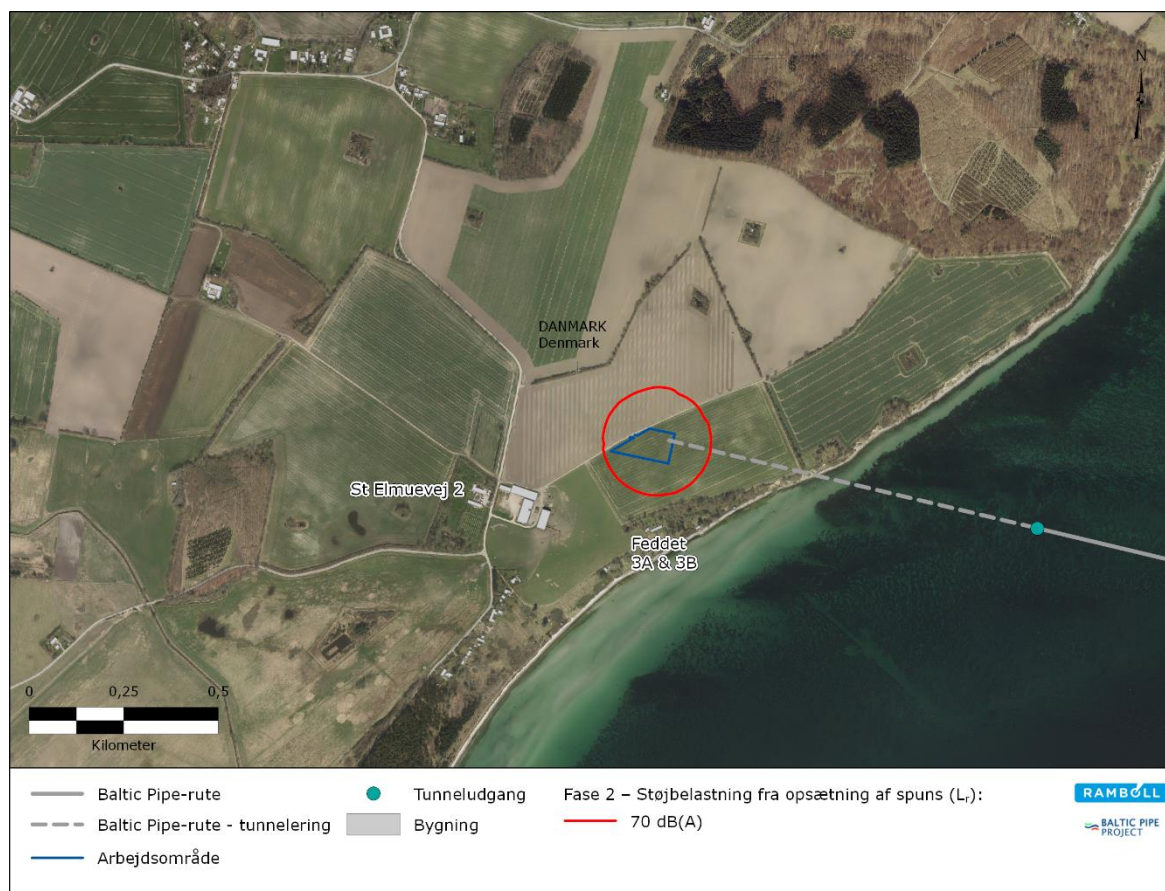 N
DANMARK
Denmark
St Elmuevej 2
Feddet
3A & 3B
0 0,25 0,5
Kilometer
Baltic Pipe-rute
Baltic Pipe-rute - tunnelering
Arbejdsområde
Tunneludgang
Bygning
Fase 2 – Støjbelastning fra opsætning af spuns (Lr):
70 dB(A)
RAMBOLL
BALTIC PIPE
PROJECT